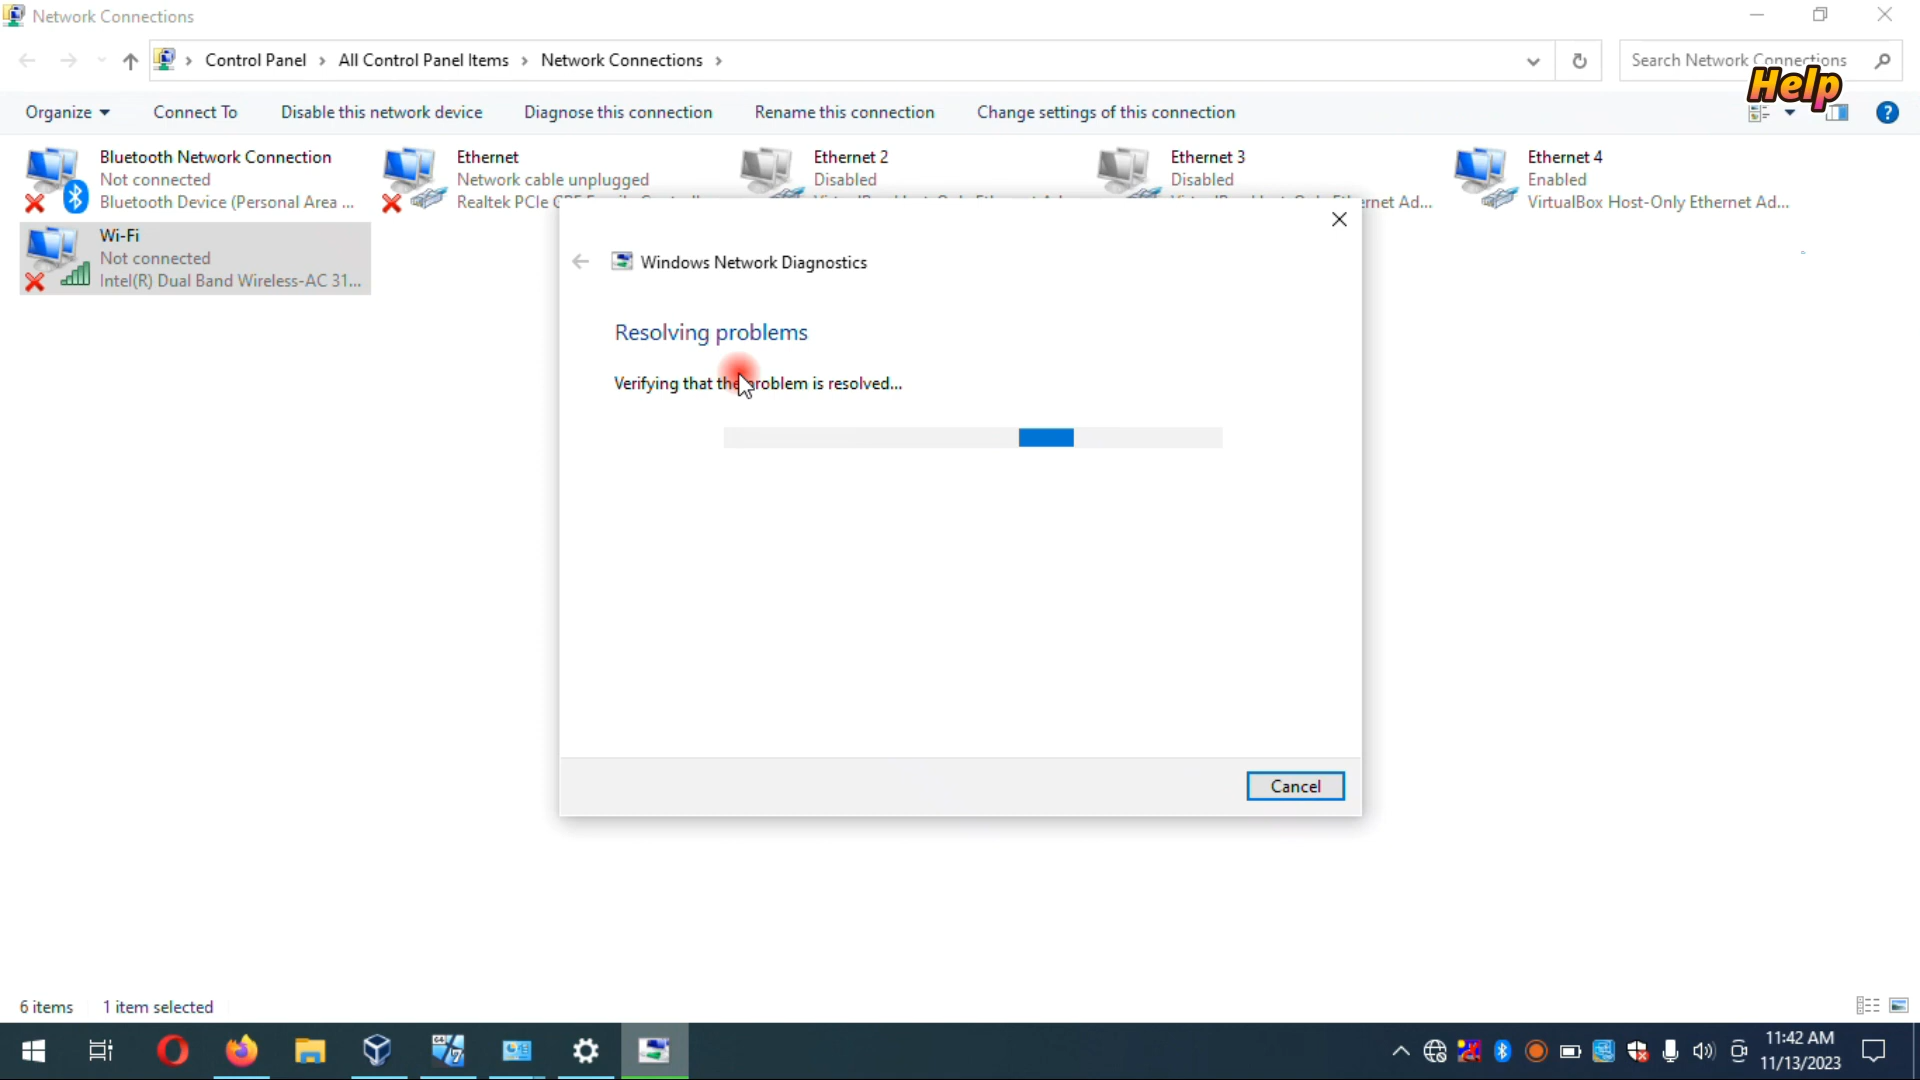 Network Connections
Control Panel > All Control Panel Items > Network Connections >
Search Network Connections
Help
Organize Connect To Disable this network device Diagnose this connection Rename this connection Change settings of this connection
Bluetooth Network Connection
Not connected
Bluetooth Device (Personal Area ...
Ethernet
Network cable unplugged
Realtek PCIe
Ethernet 2
Disabled
Ethernet 3
Disabled
ernet Ad...
Ethernet 4
Enabled
VirtualBox Host-Only Ethernet Ad...
Wi-Fi
Not connected
Intel(R) Dual Band Wireless-AC 31...
Windows Network Diagnostics
Resolving problems
Verifying that the problem is resolved...
Cancel
6 items 1 item selected
64
7
11:42 AM
11/13/2023